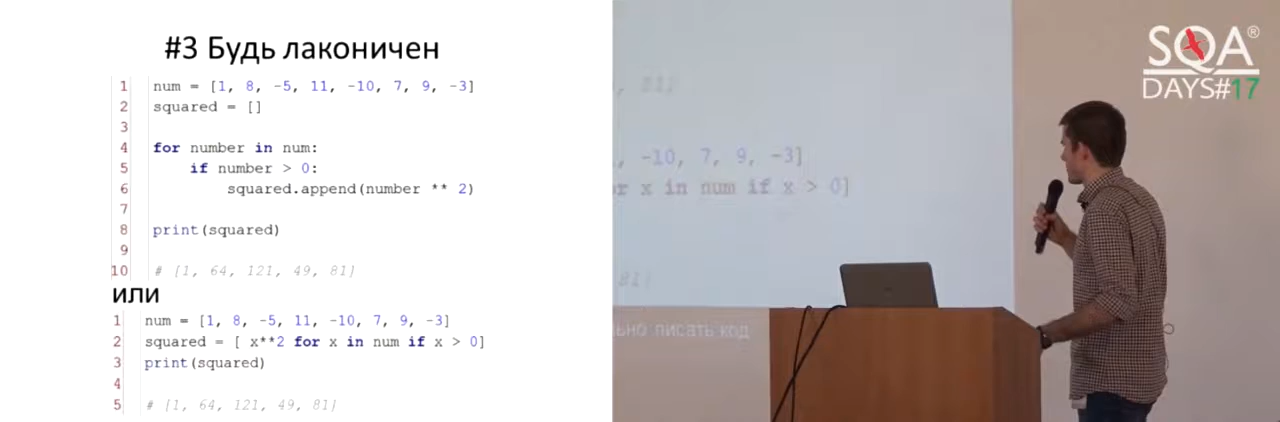 #3 Будь лаконичен
1 num = [1, 8, -5, 11, -10, 7, 9, -3]
2 squared = []
3
4 for number in num:
5 if number > 0:
6 squared.append(number ** 2)
7
8 print(squared)
9
10 # [1, 64, 121, 49, 81]
или
1 num = [1, 8, -5, 11, -10, 7, 9, -3]
2 squared = [ x**2 for x in num if x > 0]
3 print(squared)
4
5 # [1, 64, 121, 49, 81]
, 81]
, -10, 7, 9, -3]
or x in num if x > 0]
81]
ьно писать код
SQA®
DAYS#17